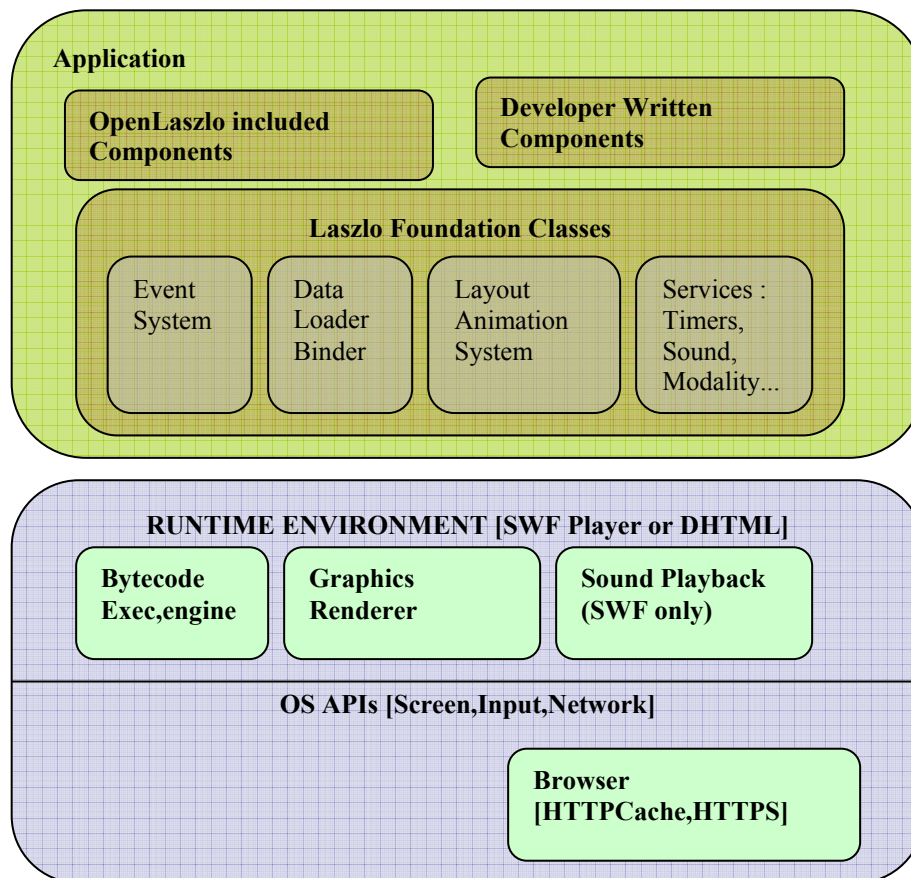 Application
OpenLaszlo included
Components
Developer Written
Components
Laszlo Foundation Classes
Event
System
Data
Loader
Binder
Layout
Animation
System
Services :
Timers,
Sound,
Modality...
RUNTIME ENVIRONMENT [SWF Player or DHTML]
Bytecode
Exec,engine
Graphics
Renderer
Sound Playback
(SWF only)
OS APIs [Screen,Input,Network]
Browser
[HTTPCache,HTTPS]